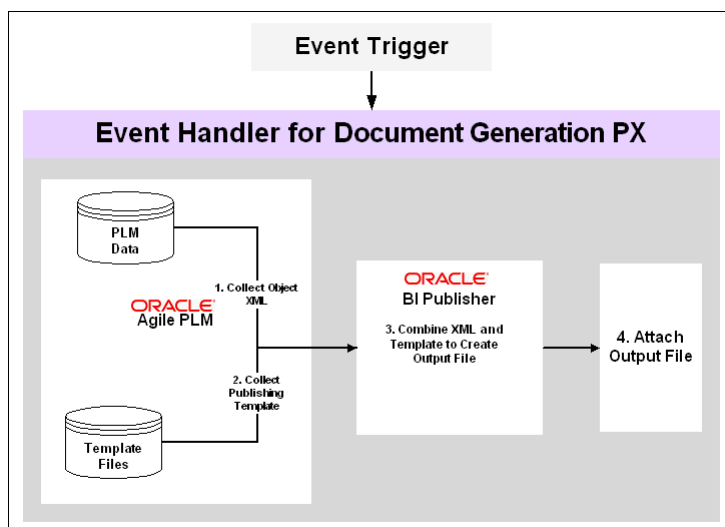 Event Trigger
Event Handler for Document Generation PX
PLM
Data
1. Collect Object
XML
ORACLE
Agile PLM
2. Collect
Publishing
Template
Template
Files
ORACLE
BI Publisher
3. Combine XML and
Template to Create
Output File
4. Attach
Output File